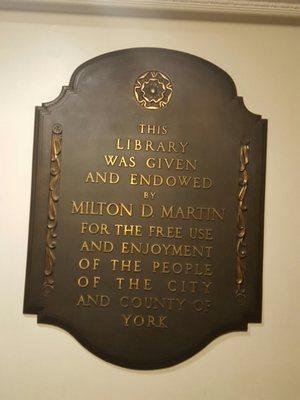 THIS
LIBRARY
WAS GIVEN
AND ENDOWED
BY
MILTON D. MARTIN
FOR THE FREE USE
AND ENJOYMENT
OF THE PEOPLE
OF THE CITY
AND COUNTY OF
YORK